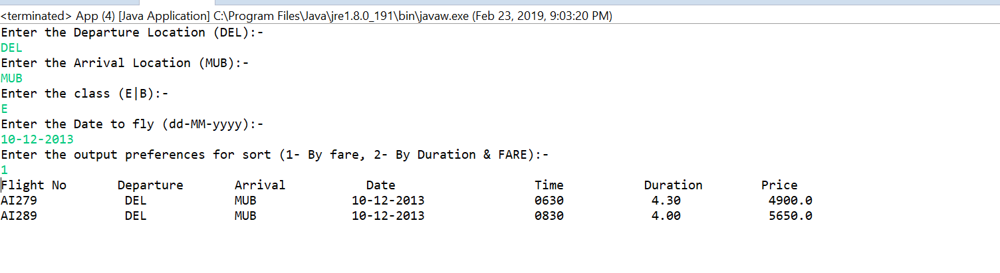 <terminated> App (4) [Java Application] C:\Program Files\Java\jre1.8.0_191\bin\javaw.exe (Feb 23, 2019, 9:03:20 PM)
Enter the Departure Location (DEL):-
DEL
Enter the Arrival Location (MUB):-
MUB
Enter the class (E|B):-
E
Enter the Date to fly (dd-MM-yyyy):-
10-12-2013
Enter the output preferences for sort (1- By fare, 2- By Duration & FARE):-
1
Flight No       Departure       Arrival           Date                   Time           Duration        Price
AI279            DEL            MUB             10-12-2013               0630            4.30            4900.0
AI289            DEL            MUB             10-12-2013               0830            4.00            5650.0